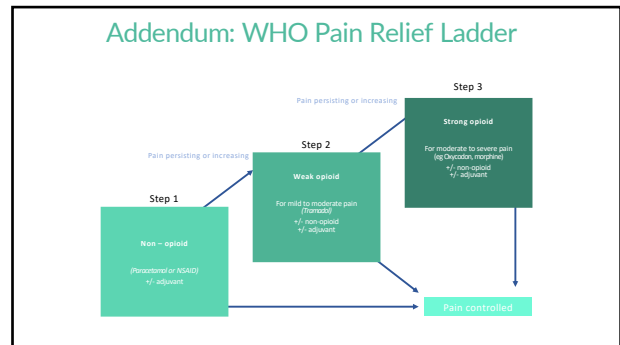 Addendum: WHO Pain Relief Ladder
Step 1
Non – opioid
(Paracetamol or NSAID)
+/- adjuvant
Pain persisting or increasing
Step 2
Weak opioid
For mild to moderate pain
(Tramadol)
+/- non-opioid
+/- adjuvant
Pain persisting or increasing
Step 3
Strong opioid
For moderate to severe pain
(eg Oxycodon, morphine)
+/- non-opioid
+/- adjuvant
Pain controlled